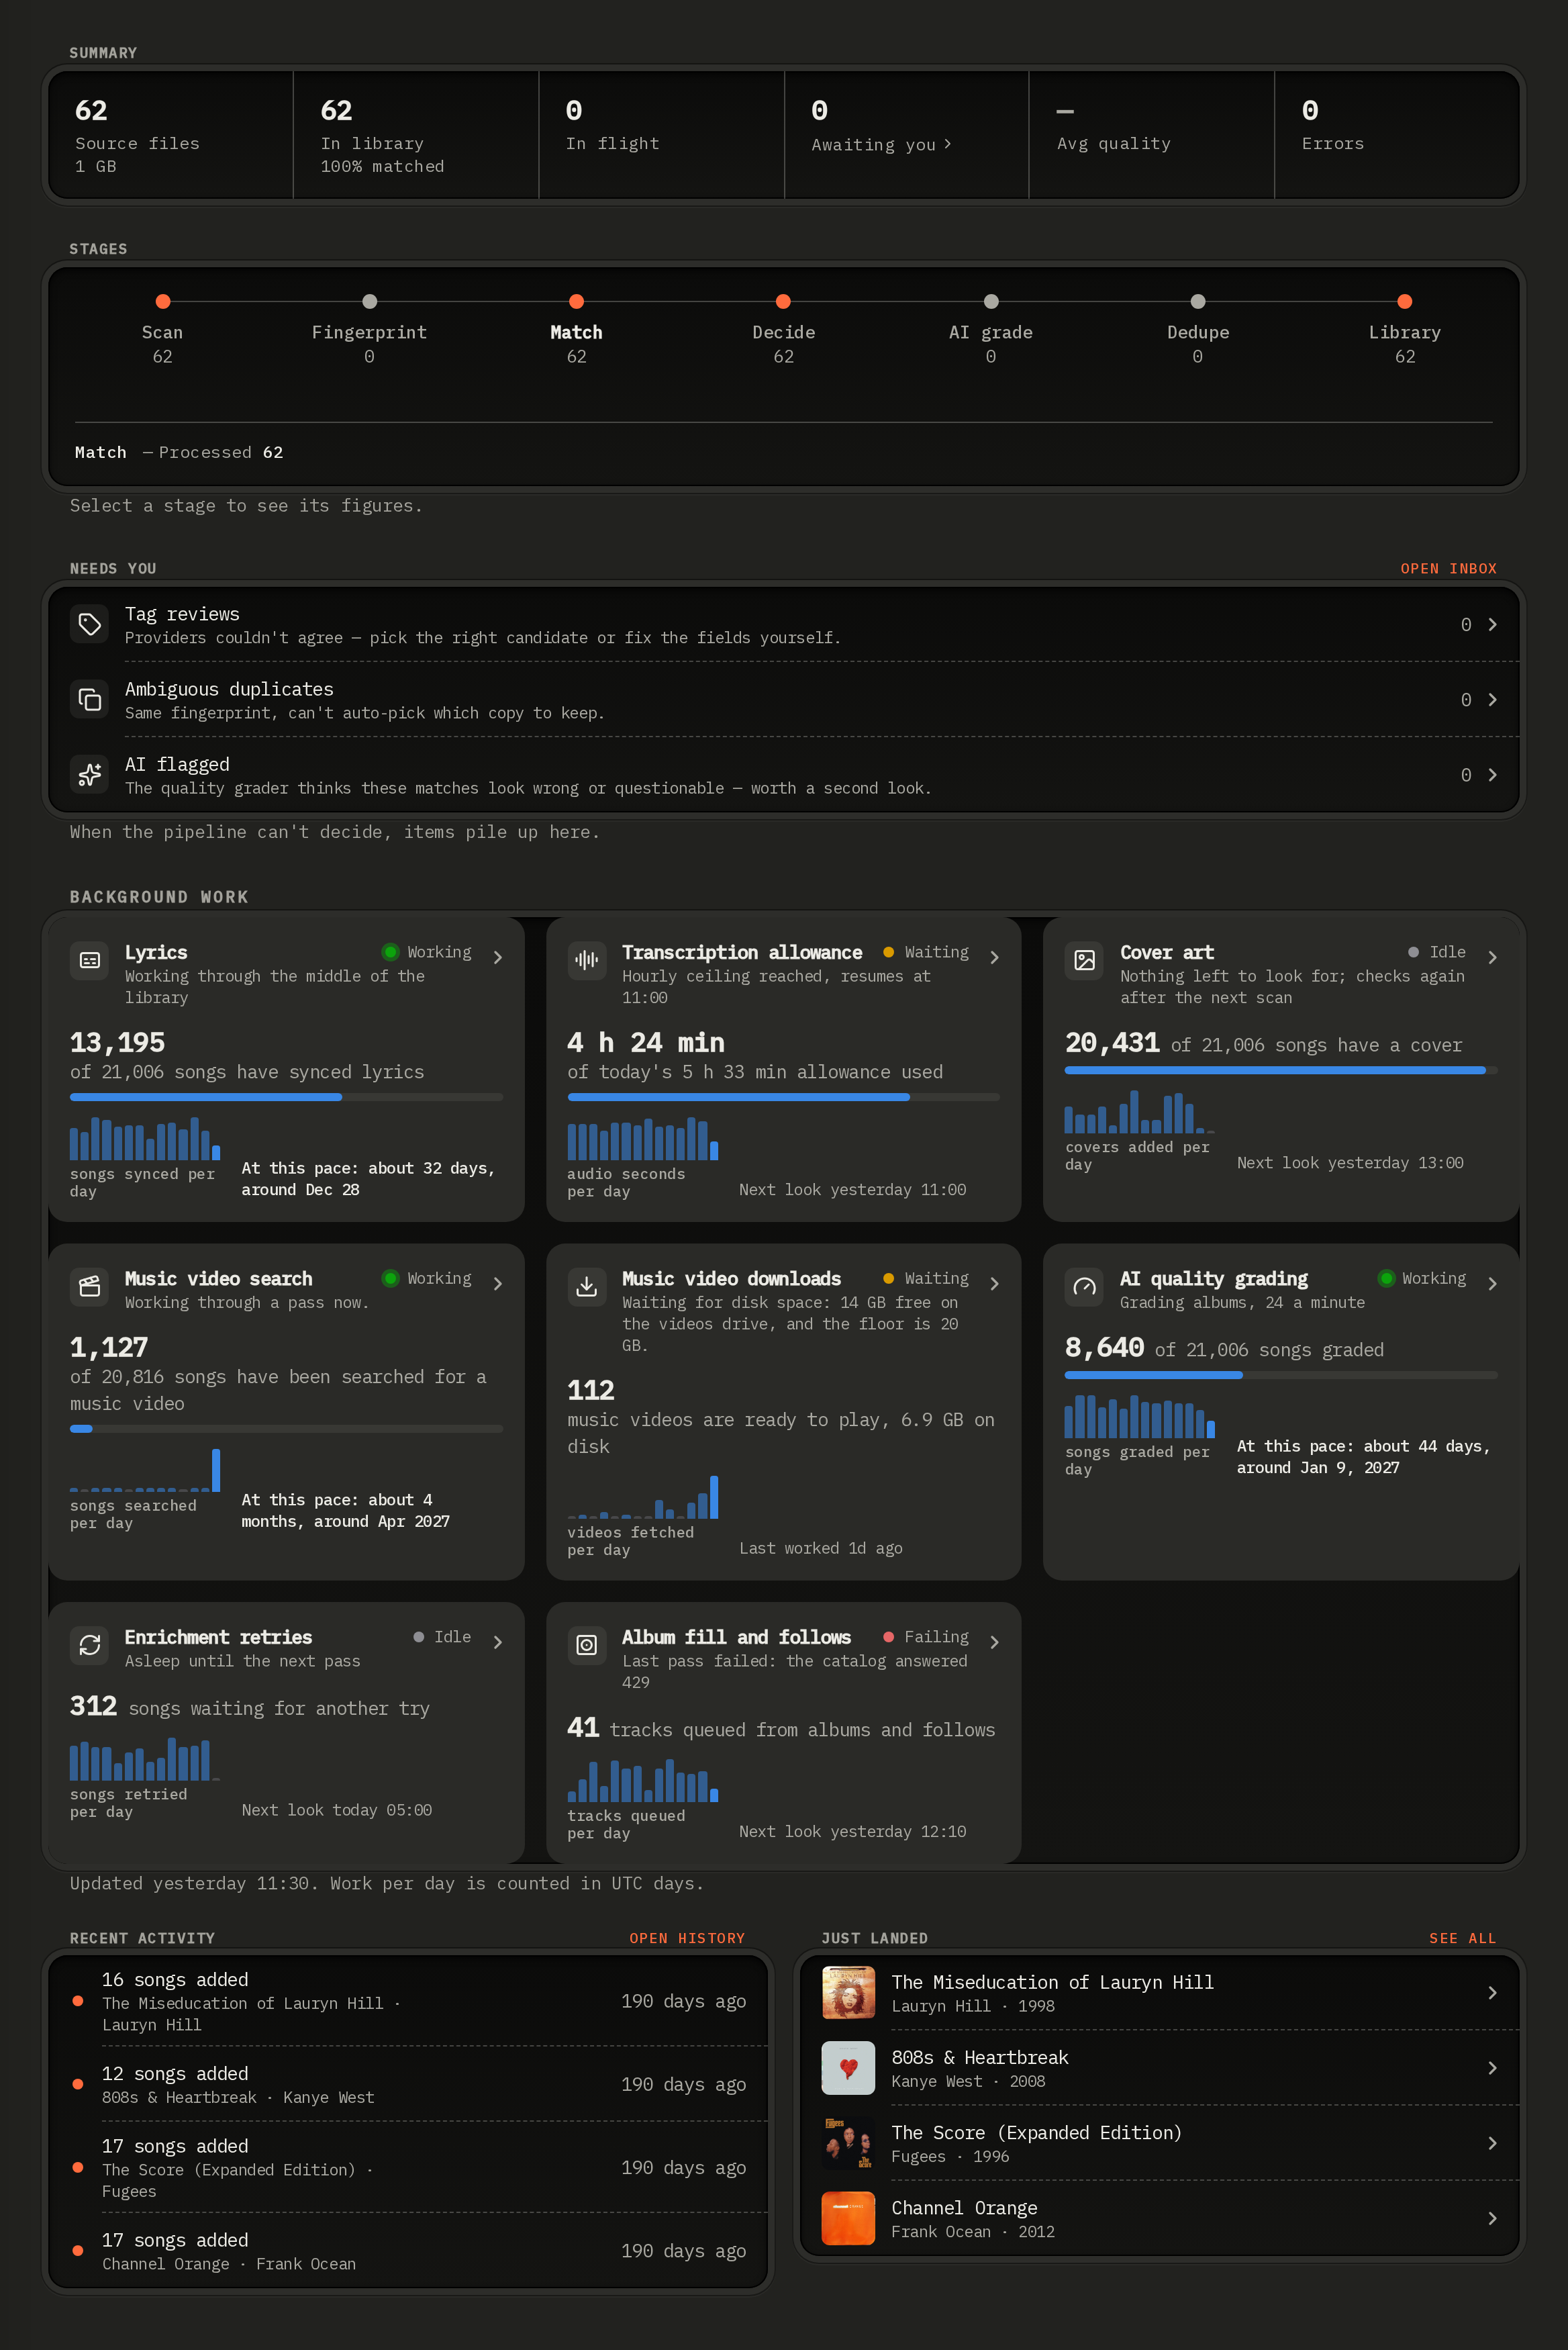 SUMMARY
62
Source files
1 GB
62
In library
100% matched
0
In flight
0
Awaiting you
—
Avg quality
0
Errors
STAGES
Scan
62
Fingerprint
0
Match
62
Decide
62
AI grade
0
Dedupe
0
Library
62
Match — Processed 62
Select a stage to see its figures.
NEEDS YOU
OPEN INBOX
Tag reviews
Providers couldn't agree — pick the right candidate or fix the fields yourself.
0
Ambiguous duplicates
Same fingerprint, can't auto-pick which copy to keep.
0
AI flagged
The quality grader thinks these matches look wrong or questionable — worth a second look.
0
When the pipeline can't decide, items pile up here.
BACKGROUND WORK
Lyrics
Working
Working through the middle of the
library
13,195
of 21,006 songs have synced lyrics
songs synced per
day
At this pace: about 32 days,
around Dec 28
Transcription allowance
Waiting
Hourly ceiling reached, resumes at
11:00
4 h 24 min
of today's 5 h 33 min allowance used
audio seconds
per day
Next look yesterday 11:00
Cover art
Idle
Nothing left to look for; checks again
after the next scan
20,431 of 21,006 songs have a cover
covers added per
day
Next look yesterday 13:00
Music video search
Working
Working through a pass now.
1,127
of 20,816 songs have been searched for a
music video
songs searched
per day
At this pace: about 4
months, around Apr 2027
Music video downloads
Waiting
Waiting for disk space: 14 GB free on
the videos drive, and the floor is 20
GB.
112
music videos are ready to play, 6.9 GB on
disk
videos fetched
per day
Last worked 1d ago
AI quality grading
Working
Grading albums, 24 a minute
8,640 of 21,006 songs graded
songs graded per
day
At this pace: about 44 days,
around Jan 9, 2027
Enrichment retries
Idle
Asleep until the next pass
312 songs waiting for another try
songs retried
per day
Next look today 05:00
Album fill and follows
Failing
Last pass failed: the catalog answered
429
41 tracks queued from albums and follows
tracks queued
per day
Next look yesterday 12:10
Updated yesterday 11:30. Work per day is counted in UTC days.
RECENT ACTIVITY
OPEN HISTORY
16 songs added
The Miseducation of Lauryn Hill ·
Lauryn Hill
190 days ago
12 songs added
808s & Heartbreak · Kanye West
190 days ago
17 songs added
The Score (Expanded Edition) ·
Fugees
190 days ago
17 songs added
Channel Orange · Frank Ocean
190 days ago
JUST LANDED
SEE ALL
The Miseducation of Lauryn Hill
Lauryn Hill · 1998
808s & Heartbreak
Kanye West · 2008
The Score (Expanded Edition)
Fugees · 1996
Channel Orange
Frank Ocean · 2012